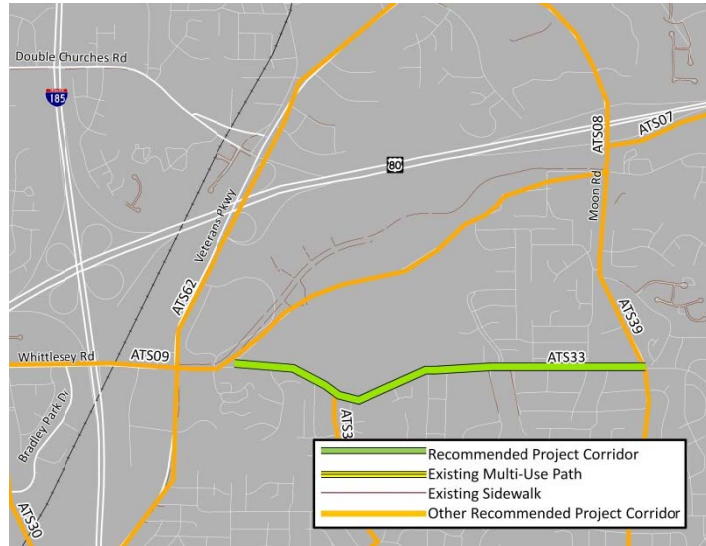 Double Churches Rd
185
80
ATS08
ATS07
Moon Rd
Veterans Pkwy
ATS62
ATS39
Whittlesey Rd
ATS09
ATS33
Bradley Park Dr
ATS3
ATS30
Recommended Project Corridor
Existing Multi-Use Path
Existing Sidewalk
Other Recommended Project Corridor